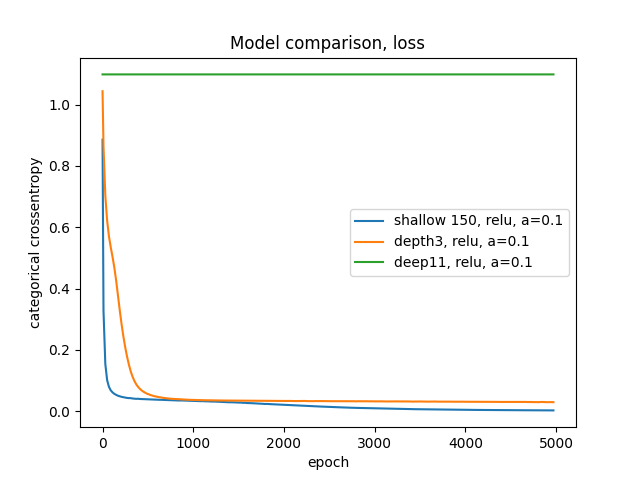 Model comparison, loss
categorical crossentropy
1.0
0.8
0.6
0.4
0.2
0.0
shallow 150, relu, a=0.1
depth3, relu, a=0.1
deep11, relu, a=0.1
0 1000 2000 3000 4000 5000
epoch